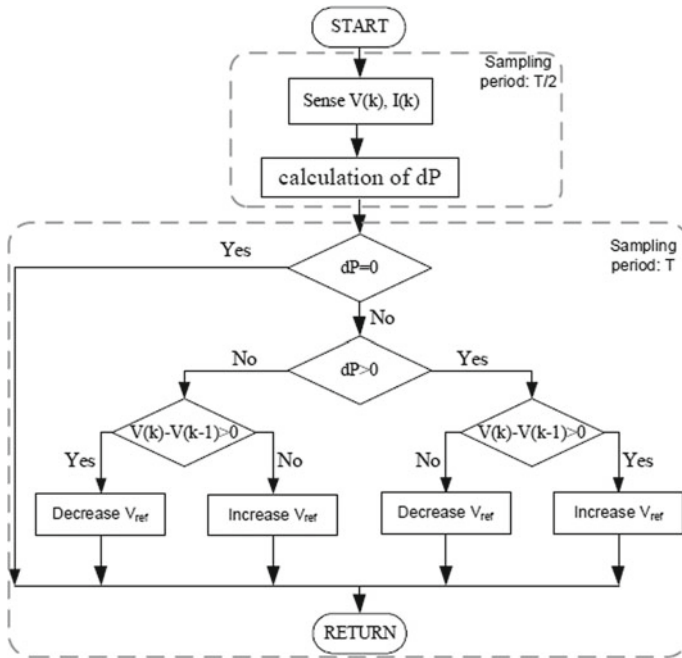 START
Sampling
period: T/2
Sense V(k), I(k)
calculation of dP
Sampling
period: T
Yes
dP=0
No
No
dP>0
Yes
V(k)-V(k-1)>0
V(k)-V(k-1)>0
Yes
No
No
Yes
Decrease Vref
Increase Vref
Decrease Vref
Increase Vref
RETURN